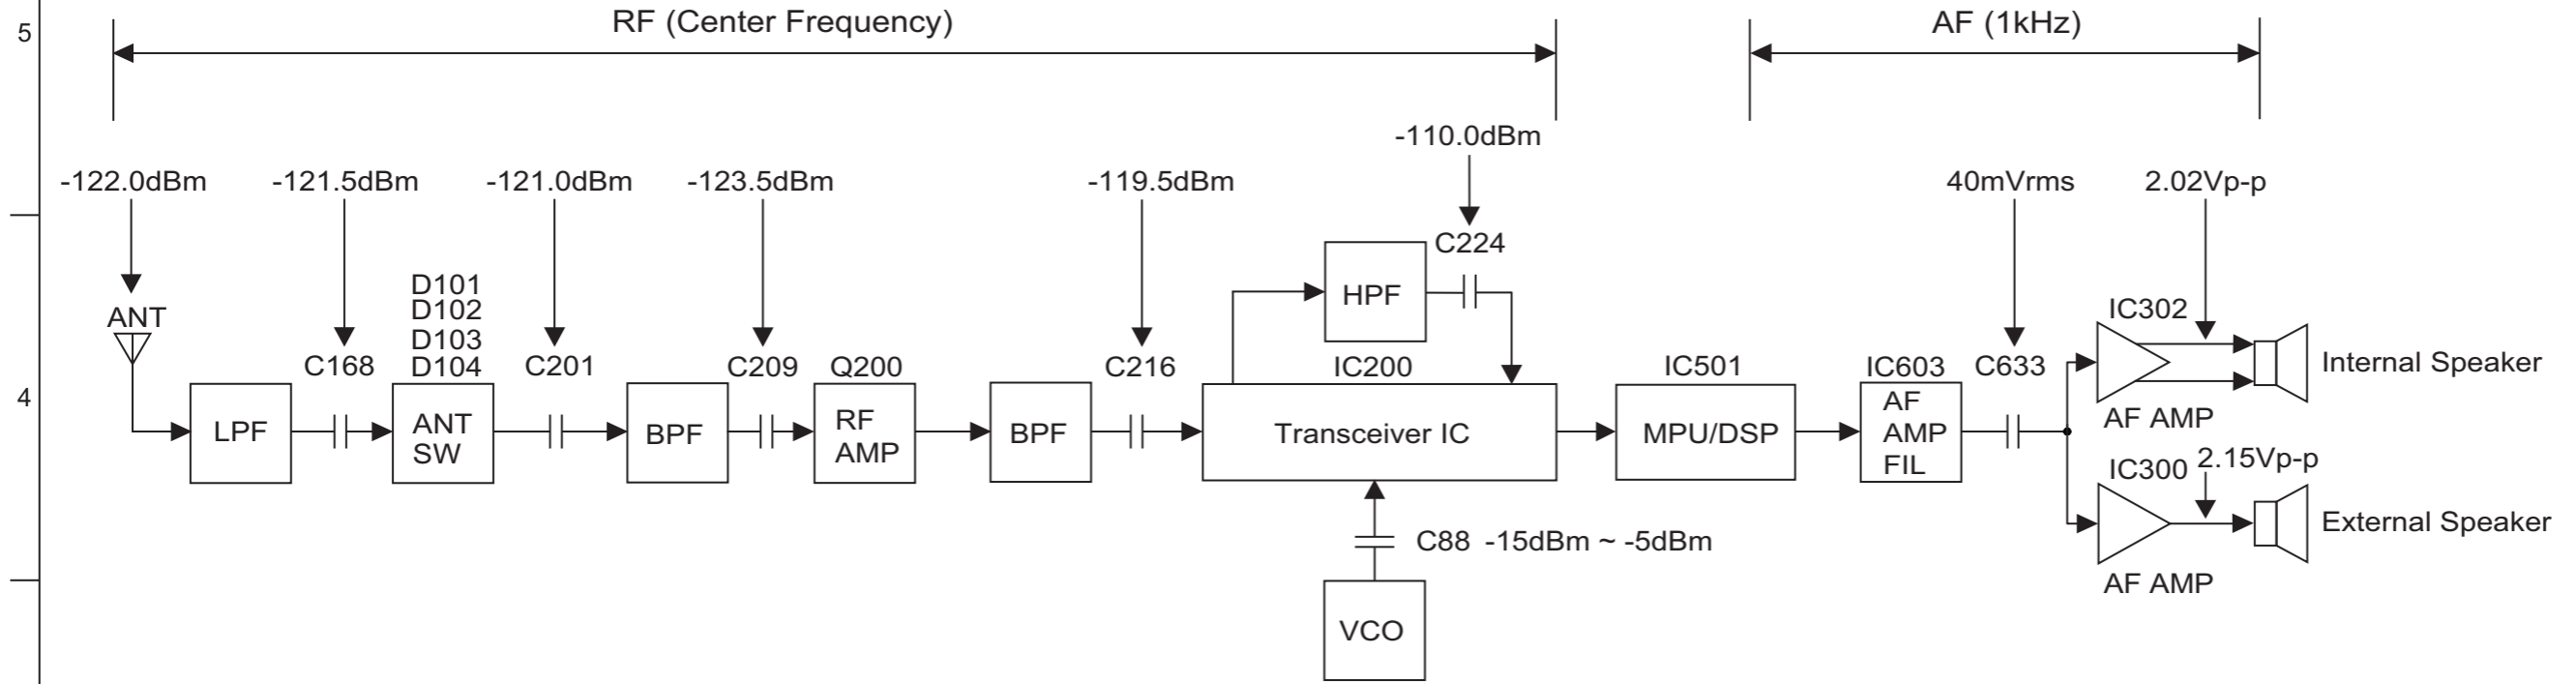 5
RF (Center Frequency)
AF (1kHz)
-110.0dBm
-122.0dBm
-121.5dBm
-121.0dBm
-123.5dBm
-119.5dBm
40mVrms
2.02Vp-p
C224
D101
D102
D103
D104
HPF
IC302
ANT
C168
C201
C209
Q200
C216
IC200
IC501
IC603
C633
Internal Speaker
4
LPF
ANT
SW
BPF
RF
AMP
BPF
Transceiver IC
MPU/DSP
AF
AMP
FIL
AF AMP
IC300
2.15Vp-p
C88 -15dBm ~ -5dBm
External Speaker
AF AMP
VCO